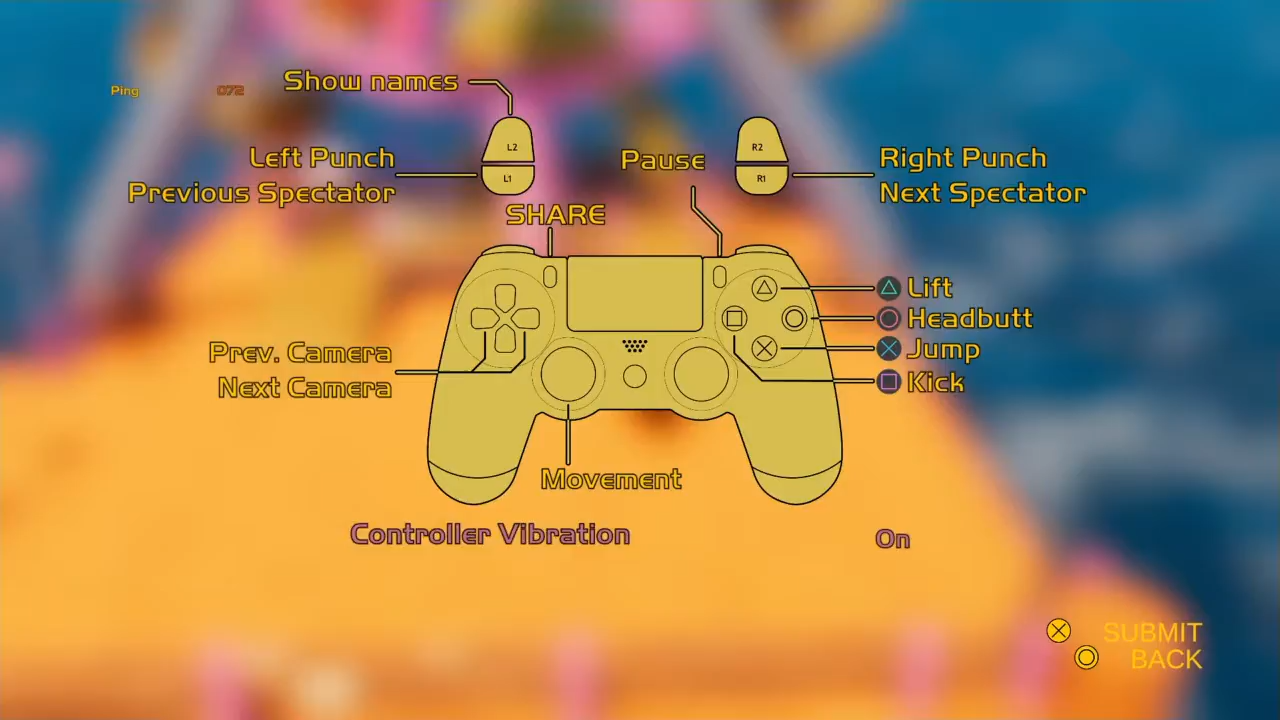 Show names
Ping 072
L2
R2
Left Punch
Pause
Right Punch
L1
R1
Previous Spectator
Next Spectator
SHARE
Lift
Headbutt
Jump
Prev. Camera
Kick
Next Camera
Movement
Controller Vibration On
SUBMIT
BACK